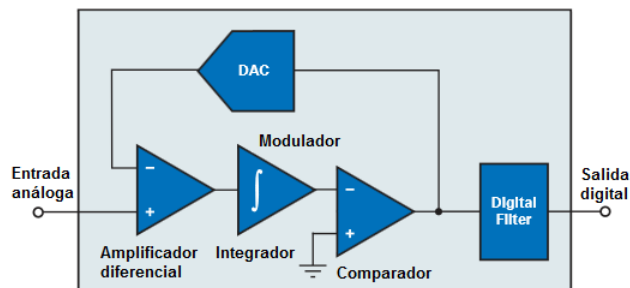 DAC
Modulador
Entrada
análoga
−
+
∫
−
+
Digital
Filter
Salida
digital
Amplificador
diferencial
Integrador
Comparador